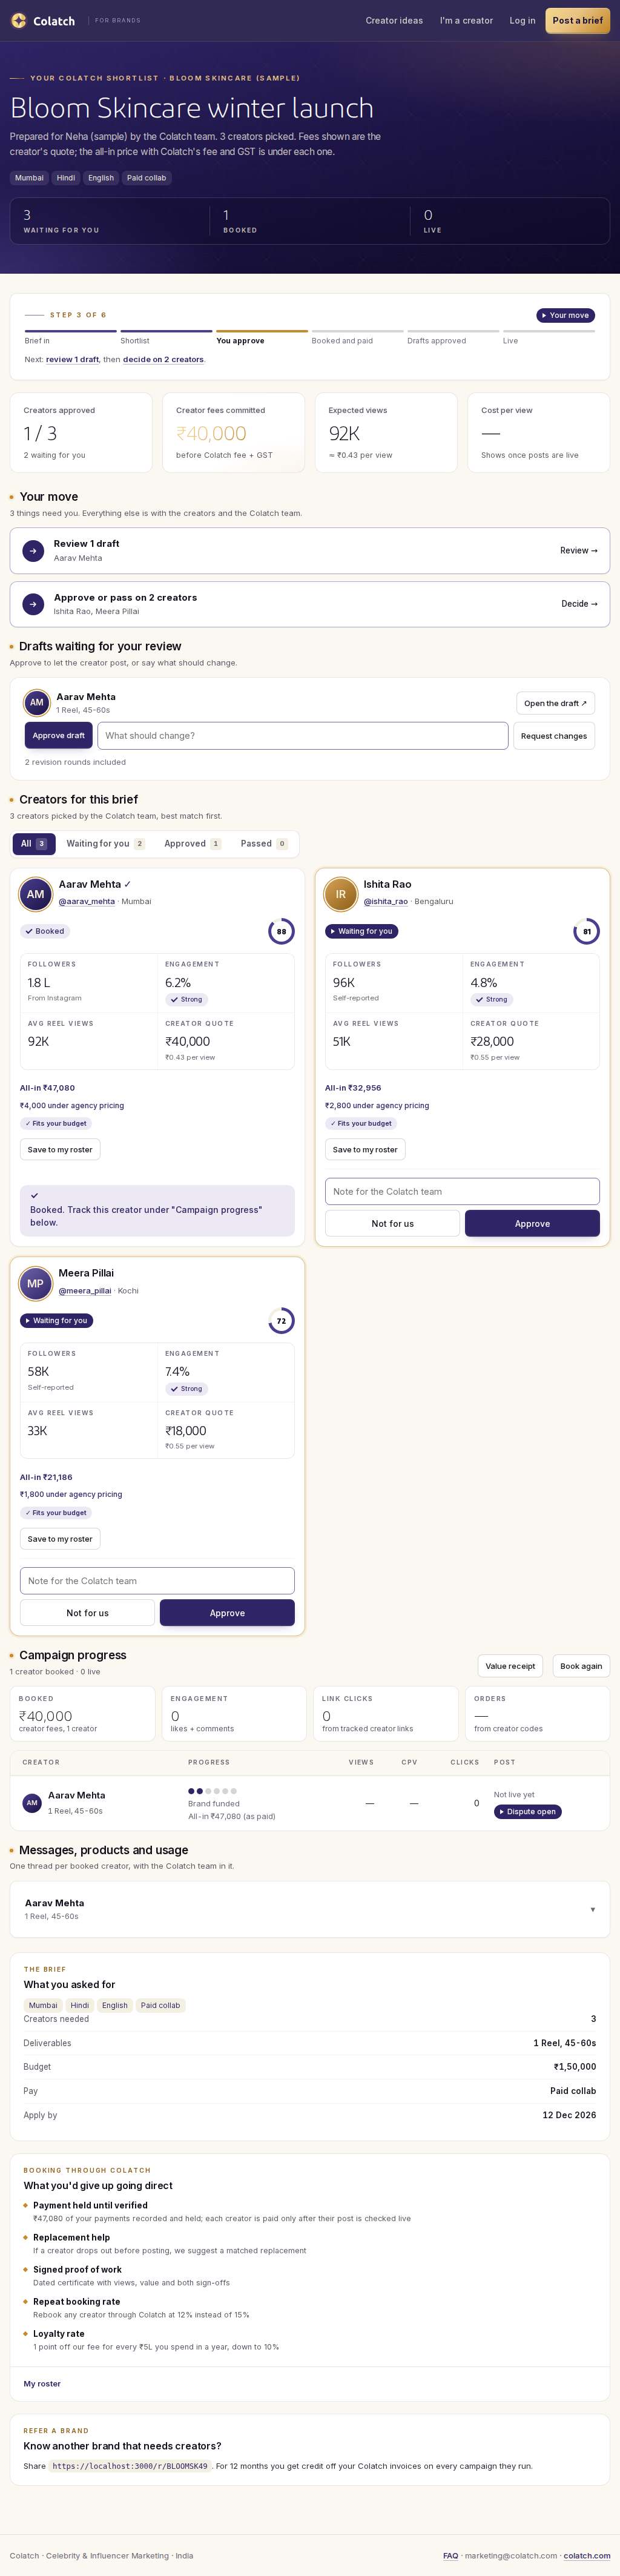 Colatch
FOR BRANDS
Creator ideas
I'm a creator
Log in
Post a brief
YOUR COLATCH SHORTLIST · BLOOM SKINCARE (SAMPLE)
Bloom Skincare winter launch
Prepared for Neha (sample) by the Colatch team. 3 creators picked. Fees shown are the
creator's quote; the all-in price with Colatch's fee and GST is under each one.
Mumbai
Hindi
English
Paid collab
3
WAITING FOR YOU
1
BOOKED
0
LIVE
STEP 3 OF 6
Your move
Brief in
Shortlist
You approve
Booked and paid
Drafts approved
Live
Next: review 1 draft, then decide on 2 creators.
Creators approved
1 / 3
2 waiting for you
Creator fees committed
₹40,000
before Colatch fee + GST
Expected views
92K
≈ ₹0.43 per view
Cost per view
—
Shows once posts are live
Your move
3 things need you. Everything else is with the creators and the Colatch team.
Review 1 draft
Aarav Mehta
Review →
Approve or pass on 2 creators
Ishita Rao, Meera Pillai
Decide →
Drafts waiting for your review
Approve to let the creator post, or say what should change.
AM
Aarav Mehta
1 Reel, 45-60s
Open the draft ↗
Approve draft
What should change?
Request changes
2 revision rounds included
Creators for this brief
3 creators picked by the Colatch team, best match first.
All 3
Waiting for you 2
Approved 1
Passed 0
AM
Aarav Mehta ✓
@aarav_mehta · Mumbai
✓ Booked
88
FOLLOWERS
1.8 L
From Instagram
ENGAGEMENT
6.2%
✓ Strong
AVG REEL VIEWS
92K
CREATOR QUOTE
₹40,000
₹0.43 per view
All-in ₹47,080
₹4,000 under agency pricing
✓ Fits your budget
Save to my roster
✓
Booked. Track this creator under "Campaign progress"
below.
IR
Ishita Rao
@ishita_rao · Bengaluru
Waiting for you
81
FOLLOWERS
96K
Self-reported
ENGAGEMENT
4.8%
✓ Strong
AVG REEL VIEWS
51K
CREATOR QUOTE
₹28,000
₹0.55 per view
All-in ₹32,956
₹2,800 under agency pricing
✓ Fits your budget
Save to my roster
Note for the Colatch team
Not for us
Approve
MP
Meera Pillai
@meera_pillai · Kochi
Waiting for you
72
FOLLOWERS
58K
Self-reported
ENGAGEMENT
7.4%
✓ Strong
AVG REEL VIEWS
33K
CREATOR QUOTE
₹18,000
₹0.55 per view
All-in ₹21,186
₹1,800 under agency pricing
✓ Fits your budget
Save to my roster
Note for the Colatch team
Not for us
Approve
Campaign progress
1 creator booked · 0 live
Value receipt
Book again
BOOKED
₹40,000
creator fees, 1 creator
ENGAGEMENT
0
likes + comments
LINK CLICKS
0
from tracked creator links
ORDERS
—
from creator codes
CREATOR
PROGRESS
VIEWS
CPV
CLICKS
POST
AM
Aarav Mehta
1 Reel, 45-60s
Brand funded
All-in ₹47,080 (as paid)
—
—
0
Not live yet
Dispute open
Messages, products and usage
One thread per booked creator, with the Colatch team in it.
Aarav Mehta
1 Reel, 45-60s
▾
THE BRIEF
What you asked for
Mumbai
Hindi
English
Paid collab
Creators needed
3
Deliverables
1 Reel, 45-60s
Budget
₹1,50,000
Pay
Paid collab
Apply by
12 Dec 2026
BOOKING THROUGH COLATCH
What you'd give up going direct
Payment held until verified
₹47,080 of your payments recorded and held; each creator is paid only after their post is checked live
Replacement help
If a creator drops out before posting, we suggest a matched replacement
Signed proof of work
Dated certificate with views, value and both sign-offs
Repeat booking rate
Rebook any creator through Colatch at 12% instead of 15%
Loyalty rate
1 point off our fee for every ₹5L you spend in a year, down to 10%
My roster
REFER A BRAND
Know another brand that needs creators?
Share https://localhost:3000/r/BLOOMSK49. For 12 months you get credit off your Colatch invoices on every campaign they run.
Colatch · Celebrity & Influencer Marketing · India
FAQ · marketing@colatch.com · colatch.com